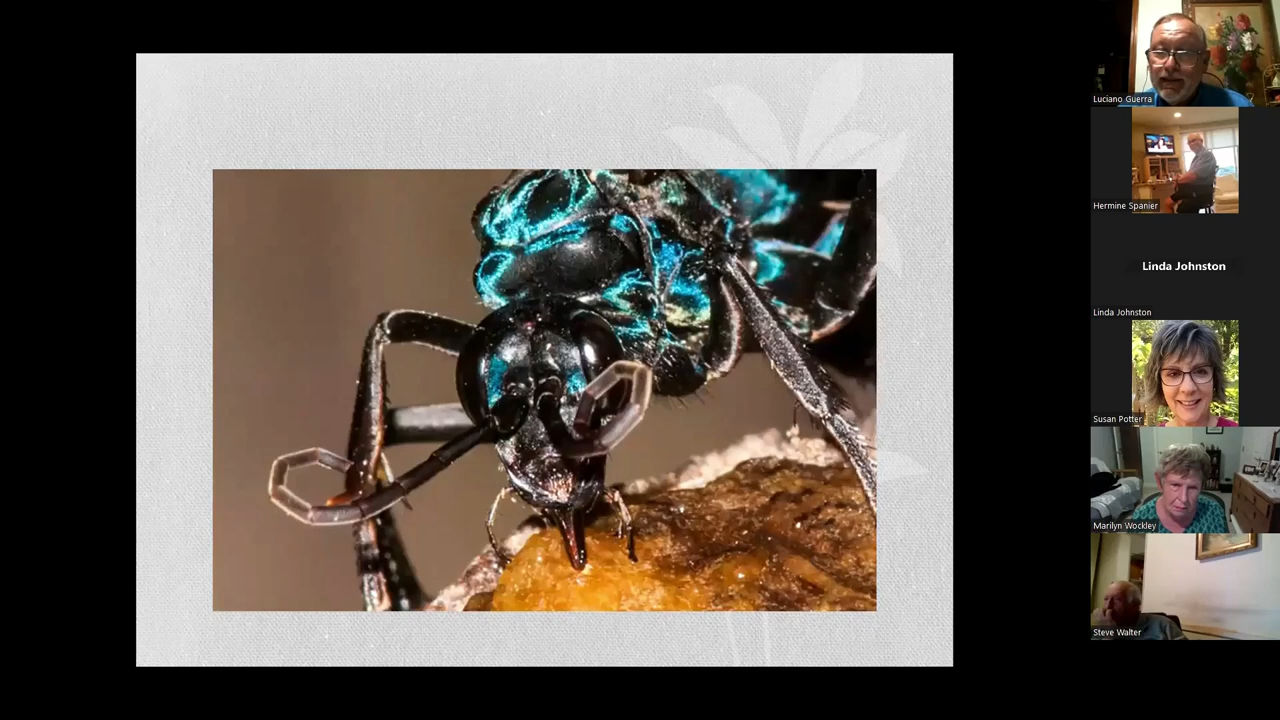 Luciano Guerra
Hermine Spanier
Linda Johnston
Linda Johnston
Susan Potter
Marilyn Wockley
Steve Walter